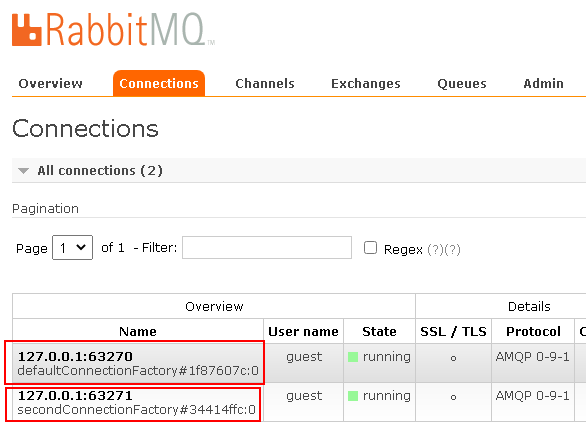 RabbitMQ TM
Overview Connections Channels Exchanges Queues Admin
Connections
All connections (2)
Pagination
Page 1 of 1 - Filter: Regex (?)(?)
Overview Details
Name User name State SSL / TLS Protocol C
127.0.0.1:63270 guest running ○ AMQP 0-9-1
defaultConnectionFactory#1f87607c:0
127.0.0.1:63271 guest running ○ AMQP 0-9-1
secondConnectionFactory#34414ffc:0